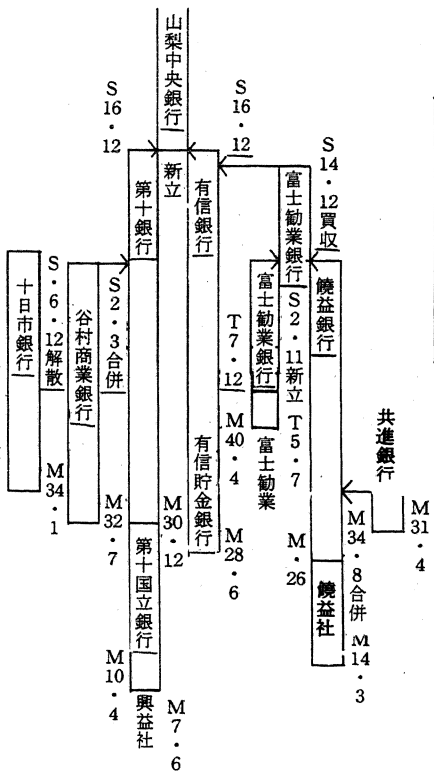 共進銀行
M31・4
M34・8合併
饒益銀行
S14・12買収
饒益社
M14・3
M・26
富士勧業銀行
S2・11新立
T5・7
富士勧業銀行
富士勧業
M40・4
S16・12
有信銀行
T7・12
有信貯金銀行
M28・6
山梨中央銀行
新立
S16・12
第十銀行
M30・12
第十国立銀行
M10・4
興益社
M7・6
S2・3合併
谷村商業銀行
M32・7
S・6・12解散
十日市銀行
M34・1